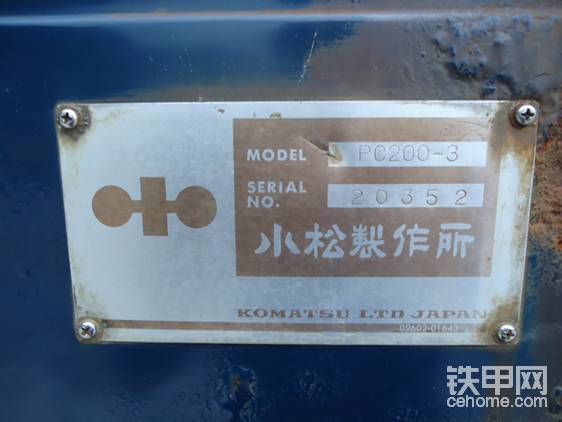 MODEL PC200-3
SERIAL NO. 20352
小松製作所
KOMATSU LTD JAPAN
09602-01643
铁甲网
cehome.com